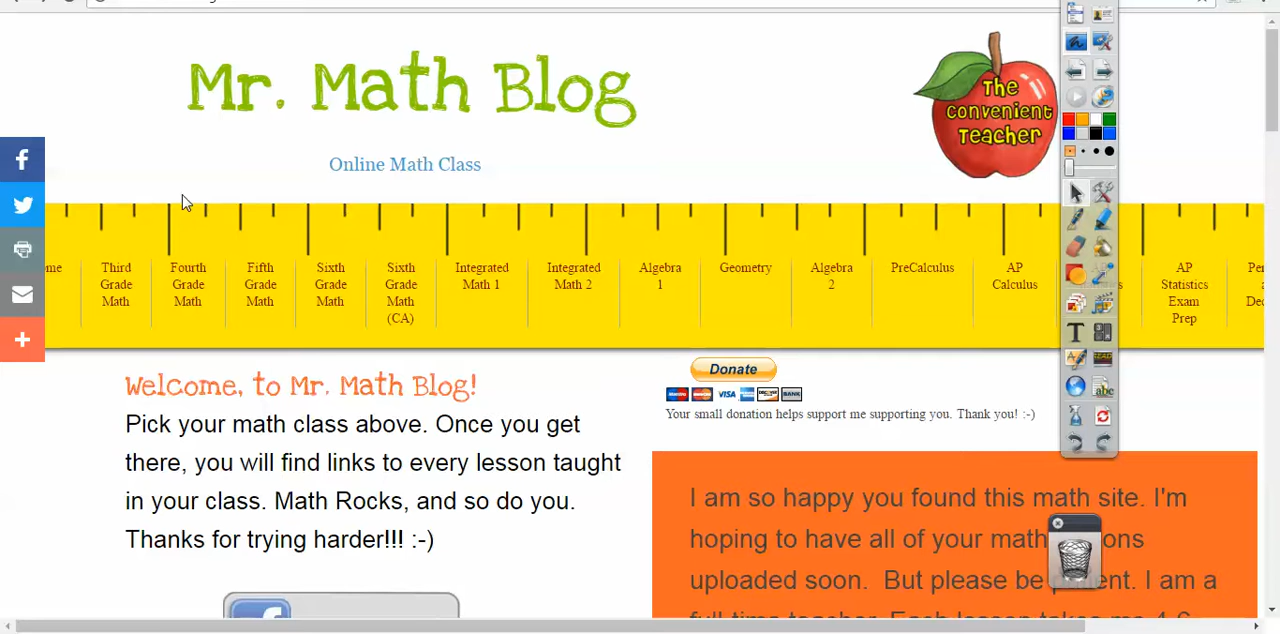 Mr. Math Blog
The
convenient
Teacher
Online Math Class
Third
Grade
Math
Fourth
Grade
Math
Fifth
Grade
Math
Sixth
Grade
Math
Sixth
Grade
Math
(CA)
Integrated
Math 1
Integrated
Math 2
Algebra
1
Geometry
Algebra
2
PreCalculus
AP
Calculus
AP
Statistics
Exam
Prep
Welcome, to Mr. Math Blog!
Pick your math class above. Once you get
there, you will find links to every lesson taught
in your class. Math Rocks, and so do you.
Thanks for trying harder!!! :-)
Donate
VISA
BANK
Your small donation helps support me supporting you. Thank you! :-)
I am so happy you found this math site. I'm
hoping to have all of your math
uploaded soon. But please be
I am a